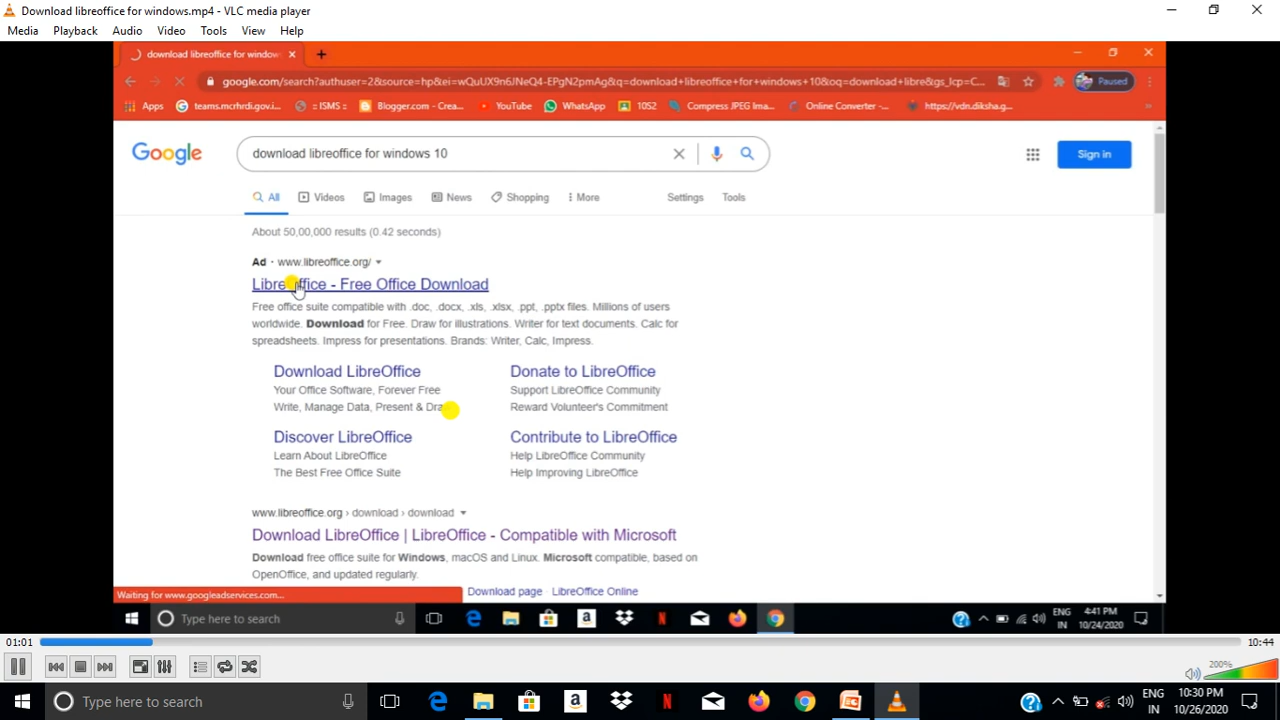 Download libreoffice for windows.mp4 - VLC media player
Media Playback Audio Video Tools View Help
download libreoffice for window
google.com/search?authuser=2&source=hp&ei=wQuUX9n6JNeQ4-EPgN2pmAg&q=download+libreoffice+for+windows+10&oq=download+libre&gs_lcp=C... Paused
Apps teams.mcrhrdi.gov.i... :: ISMS :: Blogger.com - Crea... YouTube WhatsApp 10S2 Compress JPEG Ima... Online Converter -... https://vdn.diksha.g... »
Google download libreoffice for windows 10 Sign in
All Videos Images News Shopping More Settings Tools
About 50,00,000 results (0.42 seconds)
Ad · www.libreoffice.org/
LibreOffice - Free Office Download
Free office suite compatible with .doc, .docx, .xls, .xlsx, .ppt, .pptx files. Millions of users
worldwide. Download for Free. Draw for illustrations. Writer for text documents. Calc for
spreadsheets. Impress for presentations. Brands: Writer, Calc, Impress.
Download LibreOffice
Your Office Software, Forever Free
Write, Manage Data, Present & Draw
Donate to LibreOffice
Support LibreOffice Community
Reward Volunteer's Commitment
Discover LibreOffice
Learn About LibreOffice
The Best Free Office Suite
Contribute to LibreOffice
Help LibreOffice Community
Help Improving LibreOffice
www.libreoffice.org › download › download
Download LibreOffice | LibreOffice - Compatible with Microsoft
Download free office suite for Windows, macOS and Linux. Microsoft compatible, based on
OpenOffice, and updated regularly.
Waiting for www.googleadservices.com... Download page · LibreOffice Online
Type here to search ENG IN 4:41 PM 10/24/2020
01:01 10:44
200%
Type here to search ENG IN 10:30 PM 10/26/2020